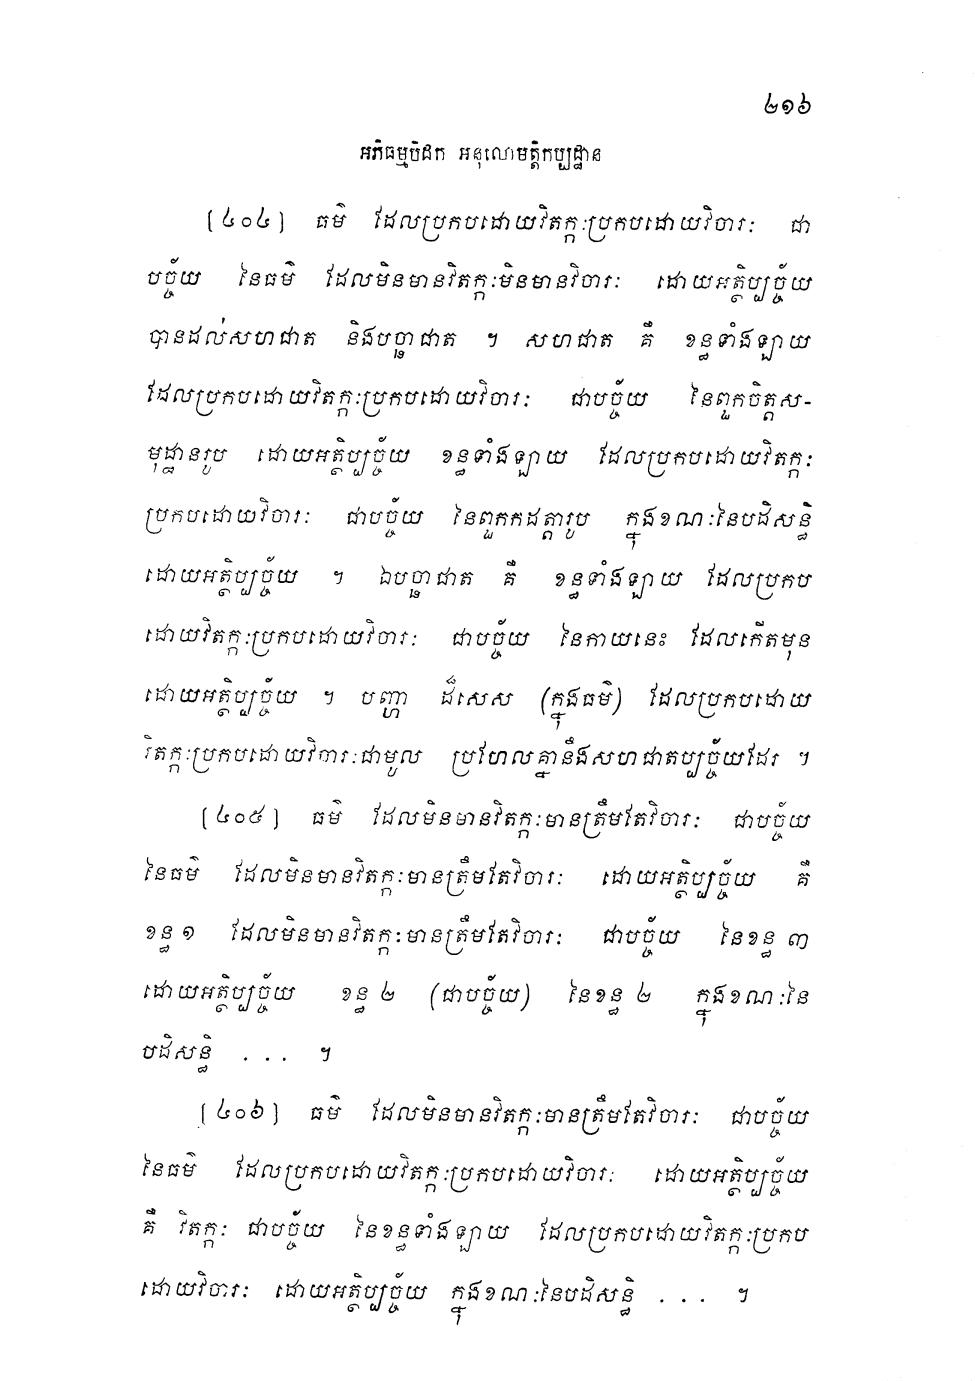 ២១៦
អភិធម្មបិដក អនុលោមត្តិកប្បដ្ឋាន
[៤០៤] ធម៌ ដែលប្រកបដោយវិតក្កៈប្រកបដោយវិចារៈ ជា
បច្ច័យ នៃធម៌ ដែលមិនមានវិតក្កៈមិនមានវិចារៈ ដោយអត្ថិប្បច្ច័យ
បានដល់សហជាត និងបច្ឆាជាត ។ សហជាត គឺ ខន្ធទាំងឡាយ
ដែលប្រកបដោយវិតក្កៈប្រកបដោយវិចារៈ ជាបច្ច័យ នៃពួកចិត្តស-
មុដ្ឋានរូប ដោយអត្ថិប្បច្ច័យ ខន្ធទាំងឡាយ ដែលប្រកបដោយវិតក្កៈ
ប្រកបដោយវិចារៈ ជាបច្ច័យ នៃពួកកដត្តារូប ក្នុងខណៈនៃបដិសន្ធិ
ដោយអត្ថិប្បច្ច័យ ។ ឯបច្ឆាជាត គឺ ខន្ធទាំងឡាយ ដែលប្រកប
ដោយវិតក្កៈប្រកបដោយវិចារៈ ជាបច្ច័យ នៃកាយនេះ ដែលកើតមុន
ដោយអត្ថិប្បច្ច័យ ។ បញ្ហា ដ៏សេស (ក្នុងធម៌) ដែលប្រកបដោយ
វិតក្កៈប្រកបដោយវិចារៈជាមូល ប្រហែលគ្នានឹងសហជាតប្បច្ច័យដែរ ។
[៤០៥] ធម៌ ដែលមិនមានវិតក្កៈមានត្រឹមតែវិចារៈ ជាបច្ច័យ
នៃធម៌ ដែលមិនមានវិតក្កៈមានត្រឹមតែវិចារៈ ដោយអត្ថិប្បច្ច័យ គឺ
ខន្ធ ១ ដែលមិនមានវិតក្កៈមានត្រឹមតែវិចារៈ ជាបច្ច័យ នៃខន្ធ ៣
ដោយអត្ថិប្បច្ច័យ ខន្ធ ២ (ជាបច្ច័យ) នៃខន្ធ ២ ក្នុងខណៈនៃ
បដិសន្ធិ . . . ។
[៤០៦] ធម៌ ដែលមិនមានវិតក្កៈមានត្រឹមតែវិចារៈ ជាបច្ច័យ
នៃធម៌ ដែលប្រកបដោយវិតក្កៈប្រកបដោយវិចារៈ ដោយអត្ថិប្បច្ច័យ
គឺ វិតក្កៈ ជាបច្ច័យ នៃខន្ធទាំងឡាយ ដែលប្រកបដោយវិតក្កៈប្រកប
ដោយវិចារៈ ដោយអត្ថិប្បច្ច័យ ក្នុងខណៈនៃបដិសន្ធិ . . . ។